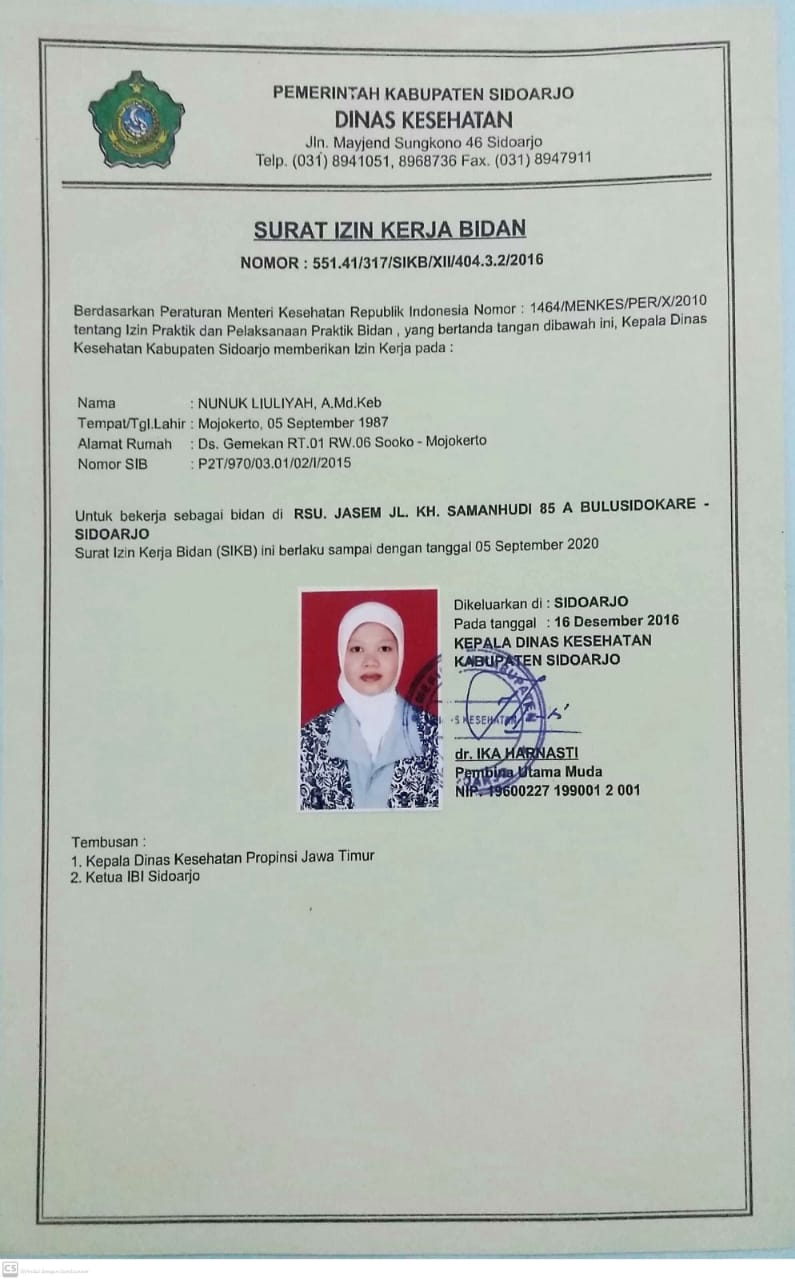 PEMERINTAH KABUPATEN SIDOARJO
DINAS KESEHATAN
Jln. Mayjend Sungkono 46 Sidoarjo
Telp. (031) 8941051, 8968736 Fax. (031) 8947911
SURAT IZIN KERJA BIDAN
NOMOR : 551.41/317/SIKB/XII/404.3.2/2016
Berdasarkan Peraturan Menteri Kesehatan Republik Indonesia Nomor : 1464/MENKES/PER/X/2010
tentang Izin Praktik dan Pelaksanaan Praktik Bidan , yang bertanda tangan dibawah ini, Kepala Dinas
Kesehatan Kabupaten Sidoarjo memberikan Izin Kerja pada :
Nama : NUNUK LIULIYAH, A.Md.Keb
Tempat/Tgl.Lahir : Mojokerto, 05 September 1987
Alamat Rumah : Ds. Gemekan RT.01 RW.06 Sooko - Mojokerto
Nomor SIB : P2T/970/03.01/02/I/2015
Untuk bekerja sebagai bidan di RSU. JASEM JL. KH. SAMANHUDI 85 A BULUSIDOKARE -
SIDOARJO
Surat Izin Kerja Bidan (SIKB) ini berlaku sampai dengan tanggal 05 September 2020
Dikeluarkan di : SIDOARJO
Pada tanggal : 16 Desember 2016
KEPALA DINAS KESEHATAN
KABUPATEN SIDOARJO
dr. IKA HARNASTI
Pembina Utama Muda
NIP. 19600227 199001 2 001
Tembusan :
1. Kepala Dinas Kesehatan Propinsi Jawa Timur
2. Ketua IBI Sidoarjo
CS